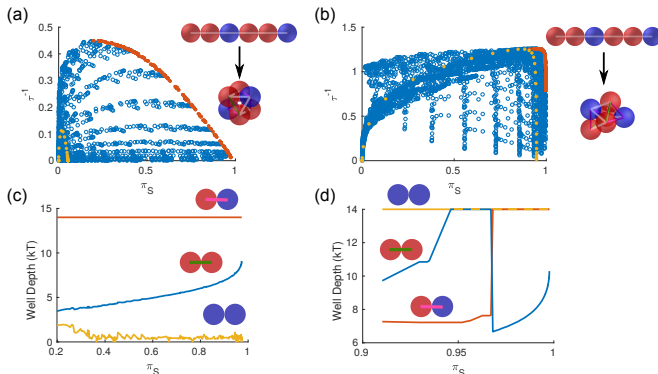 (a)
0.5
0.4
0.3
0.2
0.1
0
τ⁻¹
0
0.5
1
π_S
(b)
1.5
1
0.5
0
τ⁻¹
0
0.5
1
π_S
(c)
15
10
5
0
Well Depth (kT)
0.2
0.4
0.6
0.8
1
π_S
(d)
14
12
10
8
6
Well Depth (kT)
0.9
0.95
1
π_S